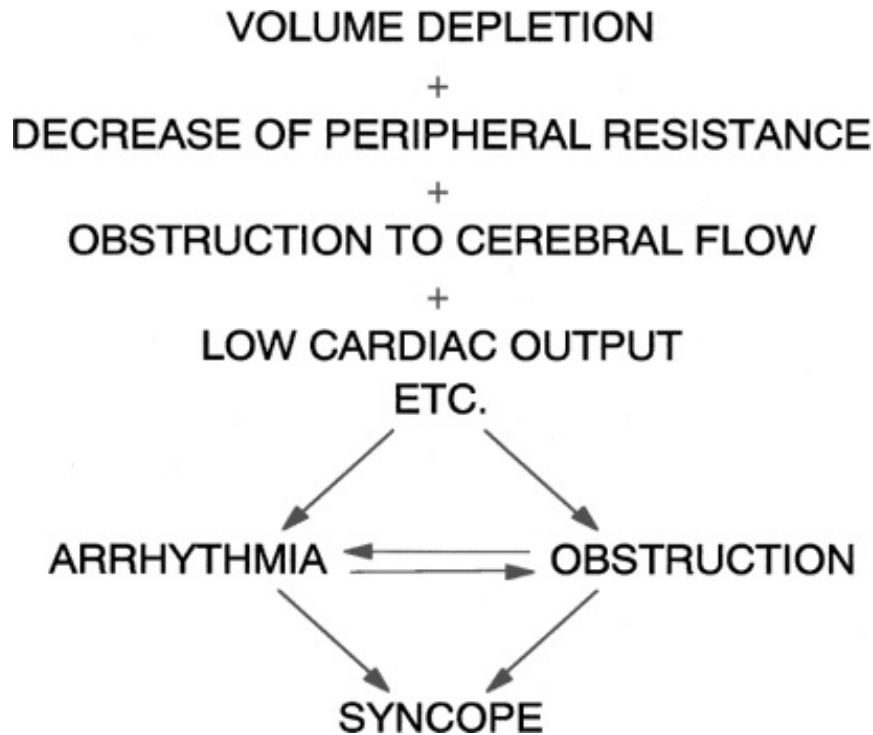 VOLUME DEPLETION
+
DECREASE OF PERIPHERAL RESISTANCE
+
OBSTRUCTION TO CEREBRAL FLOW
+
LOW CARDIAC OUTPUT
ETC.
ARRHYTHMIA OBSTRUCTION
SYNCOPE